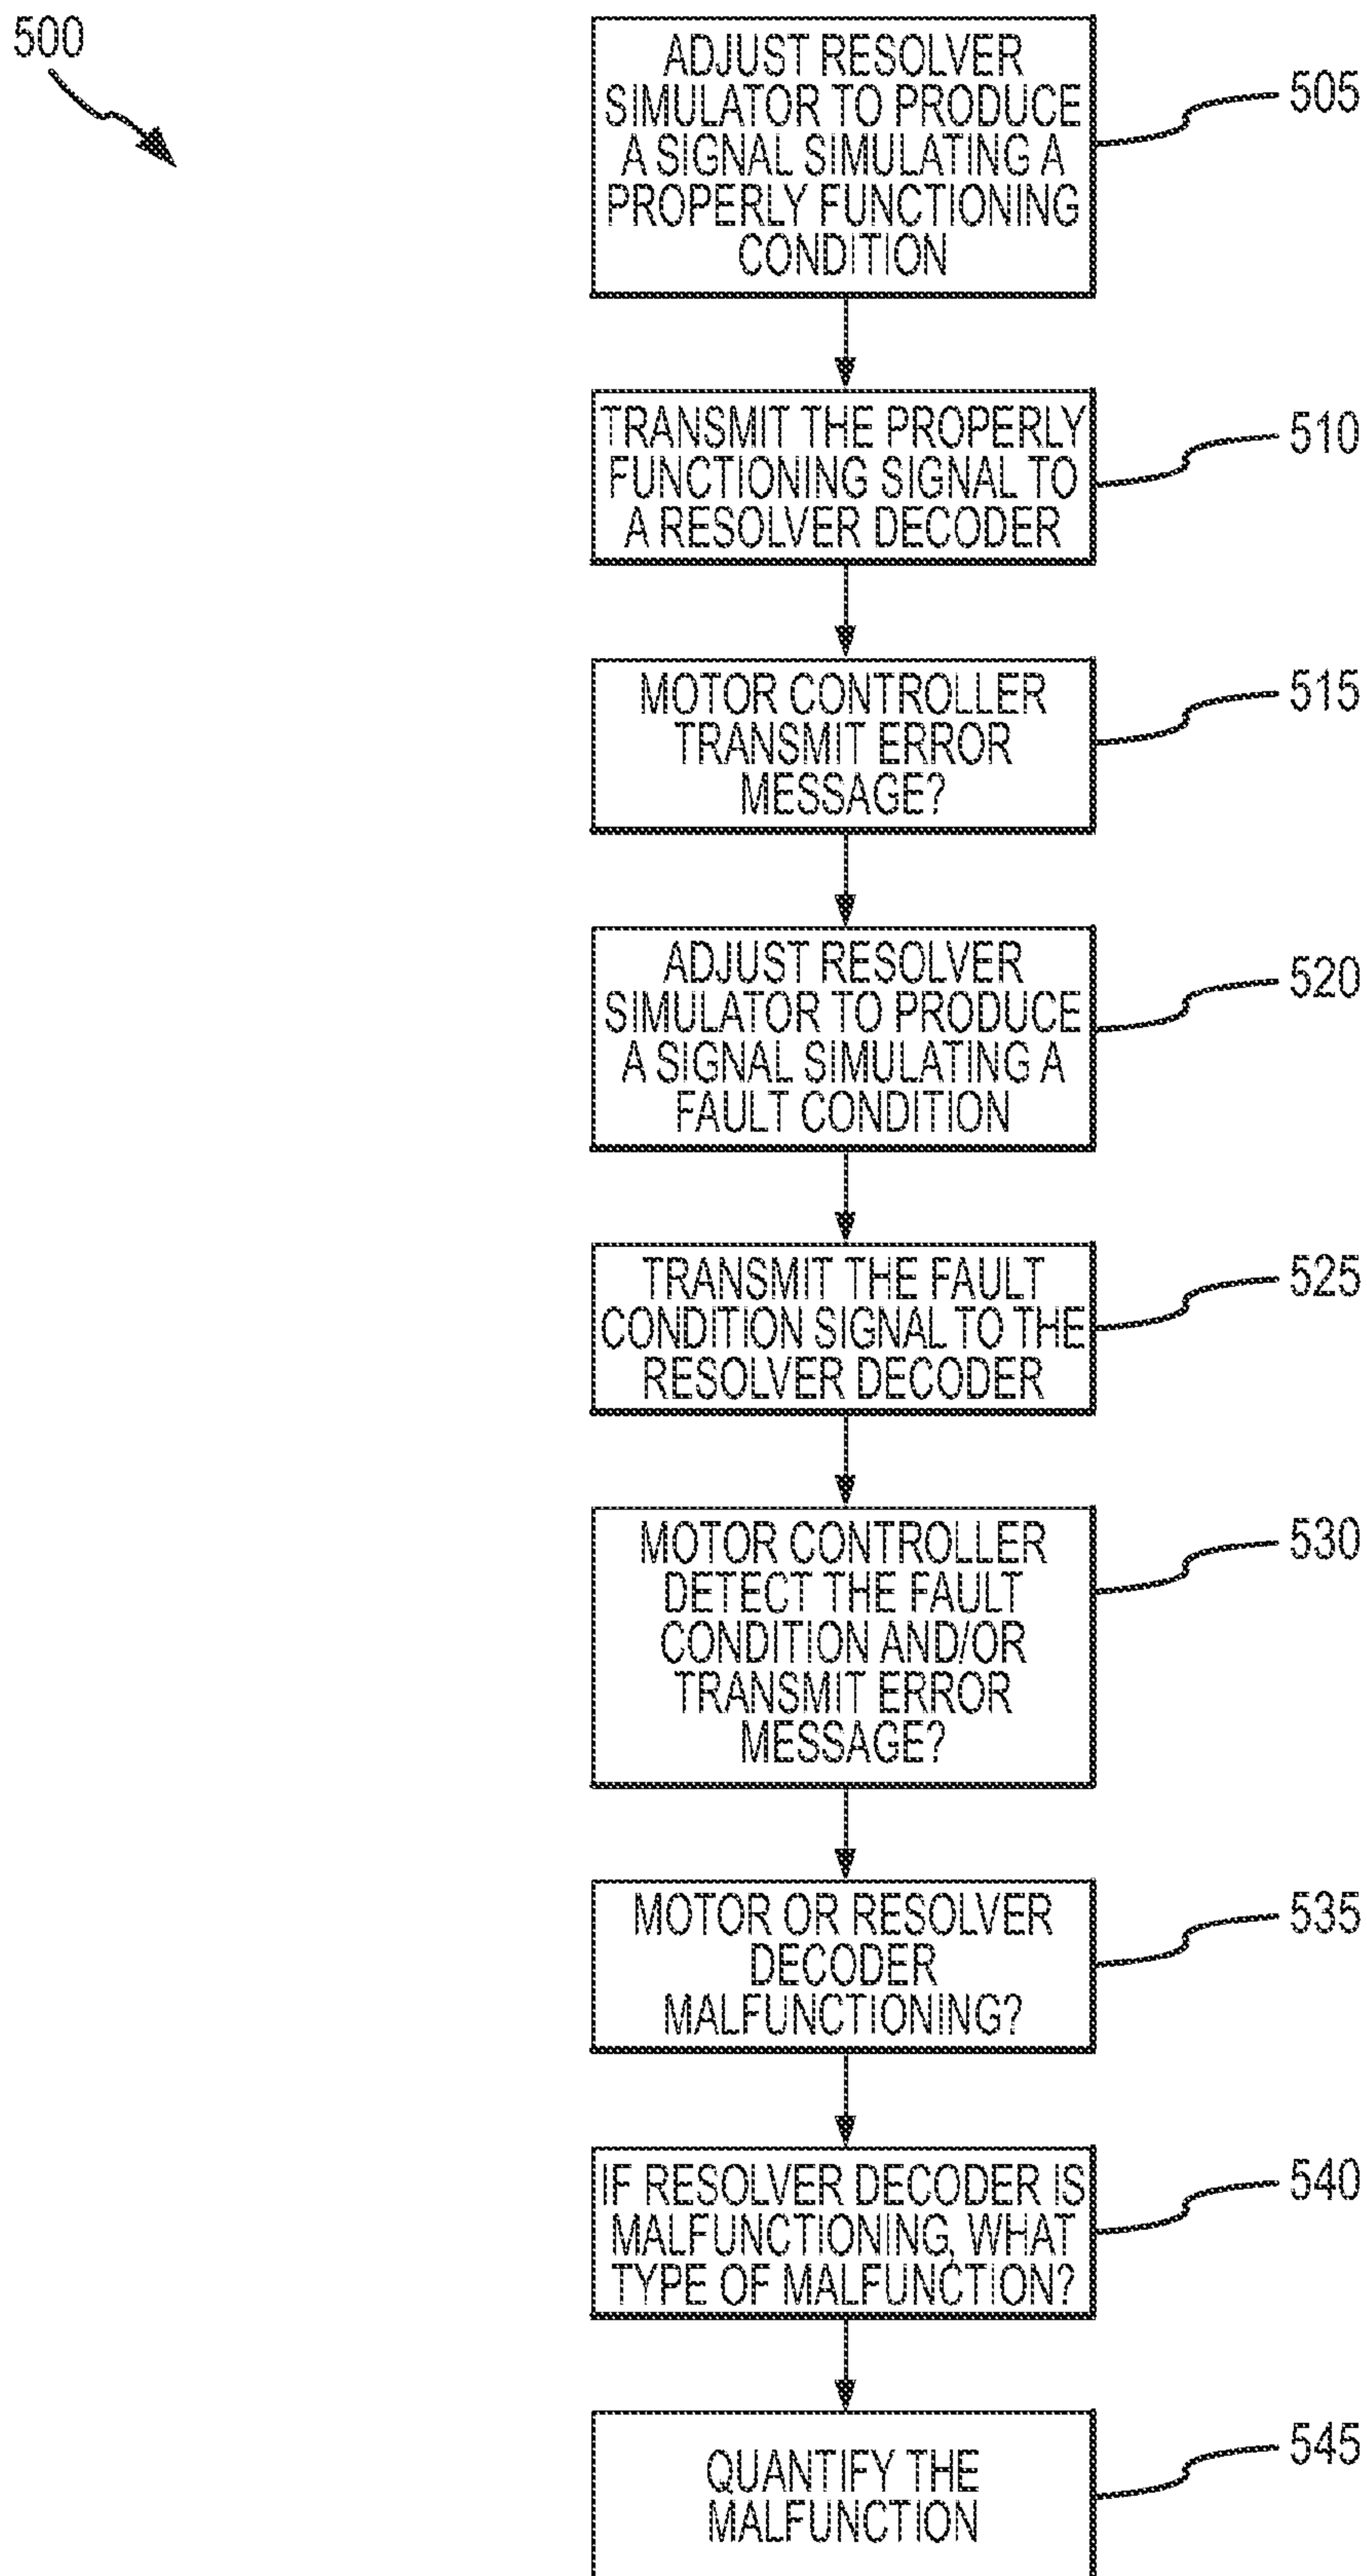 500
ADJUST RESOLVER
SIMULATOR TO PRODUCE
A SIGNAL SIMULATING A
PROPERLY FUNCTIONING
CONDITION
505
TRANSMIT THE PROPERLY
FUNCTIONING SIGNAL TO
A RESOLVER DECODER
510
MOTOR CONTROLLER
TRANSMIT ERROR
MESSAGE?
515
ADJUST RESOLVER
SIMULATOR TO PRODUCE
A SIGNAL SIMULATING A
FAULT CONDITION
520
TRANSMIT THE FAULT
CONDITION SIGNAL TO THE
RESOLVER DECODER
525
MOTOR CONTROLLER
DETECT THE FAULT
CONDITION AND/OR
TRANSMIT ERROR
MESSAGE?
530
MOTOR OR RESOLVER
DECODER
MALFUNCTIONING?
535
IF RESOLVER DECODER IS
MALFUNCTIONING, WHAT
TYPE OF MALFUNCTION?
540
QUANTIFY THE
MALFUNCTION
545